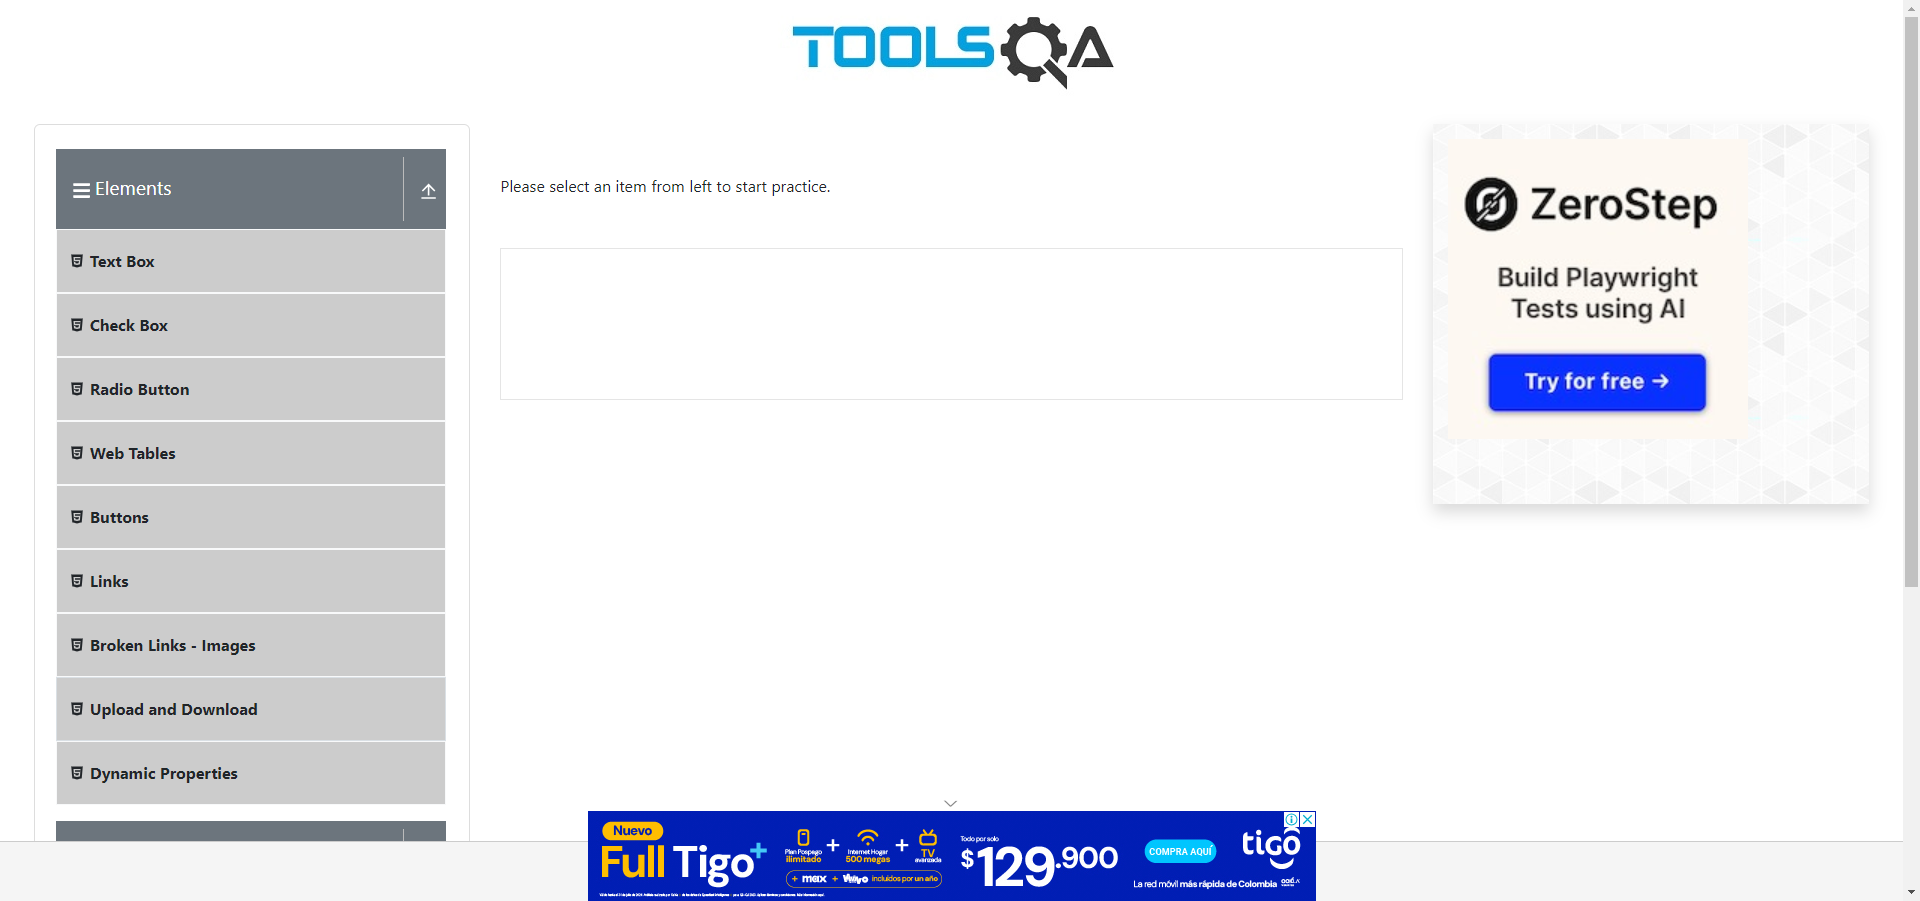 TOOLSQA
Elements
Please select an item from left to start practice.
Text Box
Check Box
Radio Button
Web Tables
Buttons
Links
Broken Links - Images
Upload and Download
Dynamic Properties
ZeroStep
Build Playwright
Tests using AI
Try for free →
Nuevo
Full Tigo+
Plan Pospago
ilimitado
+
Internet Hogar
500 megas
+
TV
avanzada
+ max + incluidos por un año
Todo por solo
$129.900
COMPRA AQUÍ
tigo
La red móvil más rápida de Colombia